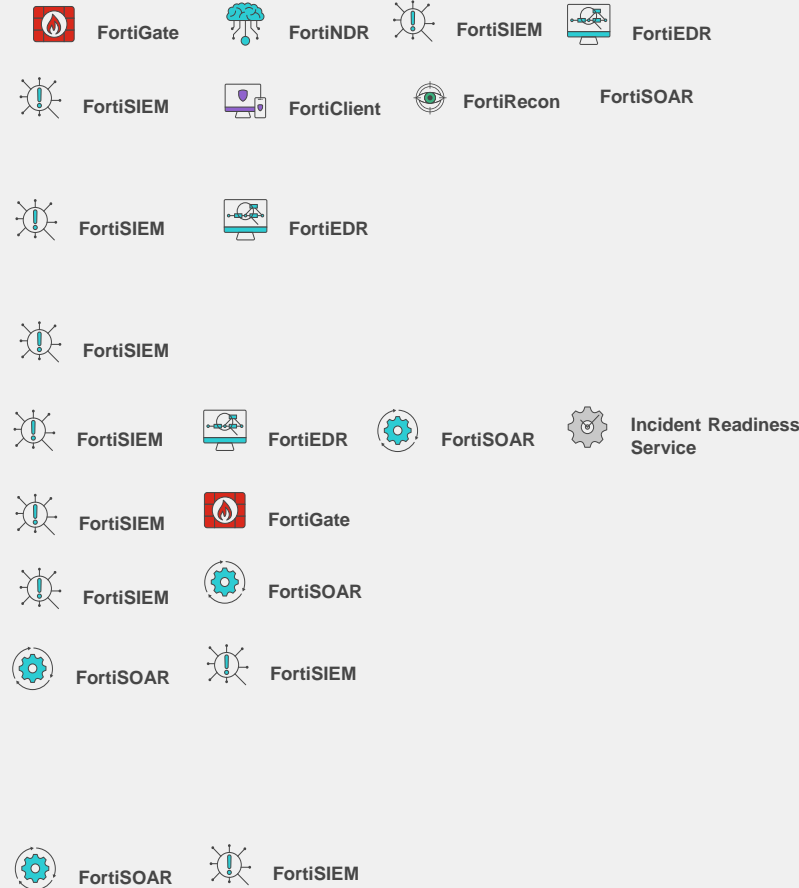 FortiGate FortiNDR FortiSIEM FortiEDR
FortiSIEM FortiClient FortiRecon FortiSOAR
FortiSIEM FortiEDR
FortiSIEM
FortiSIEM FortiEDR FortiSOAR Incident Readiness
Service
FortiSIEM FortiGate
FortiSIEM FortiSOAR
FortiSOAR FortiSIEM
FortiSOAR FortiSIEM